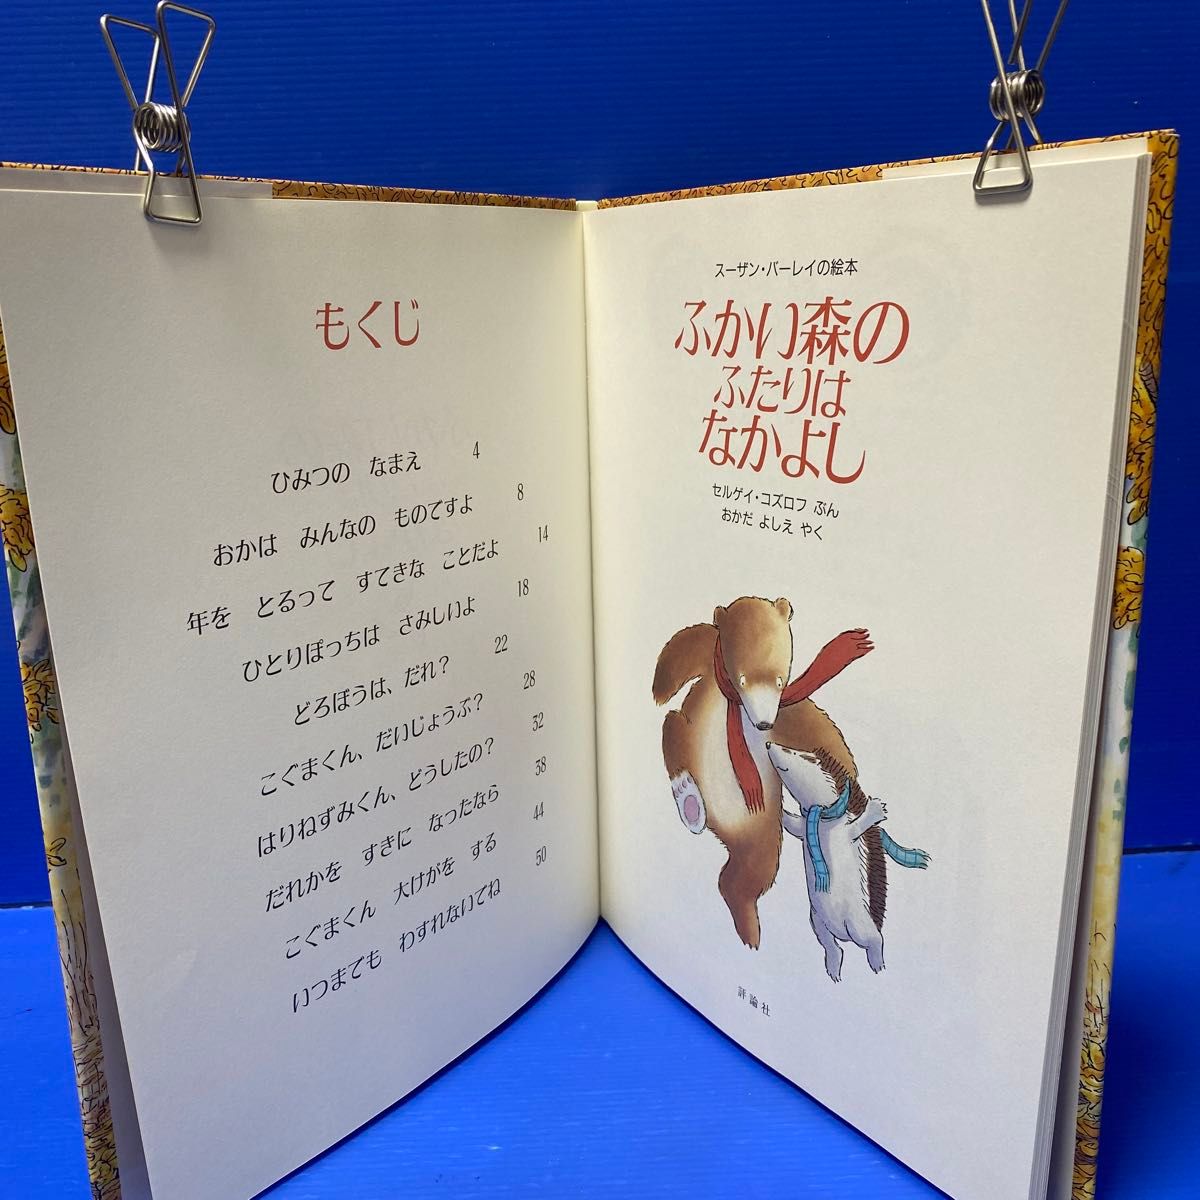 もくじ
ひみつの なまえ 4
おかは みんなの ものですよ 8
年を とるって すてきな ことだよ 14
ひとりぼっちは さみしいよ 18
どろぼうは、だれ？ 22
こぐまくん、だいじょうぶ？ 28
はりねずみくん、どうしたの？ 32
だれかを すきに なったなら 38
こぐまくん 大けがを する 44
いつまでも わすれないでね 50
スーザン・バーレイの絵本
ふかい森の
ふたりは
なかよし
セルゲイ・コズロフ ぶん
おかだ よしえ やく
評論社